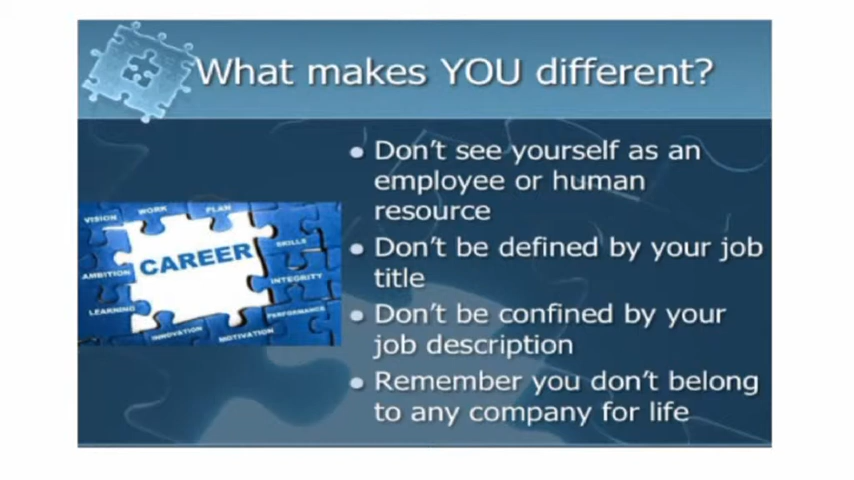 What makes YOU different?
VISION
WORK
PLAN
SKILLS
CAREER
AMBITION
INTEGRITY
LEARNING
PERFORMANCE
INNOVATION
MOTIVATION
Don't see yourself as an
employee or human
resource
Don't be defined by your job
title
Don't be confined by your
job description
Remember you don't belong
to any company for life